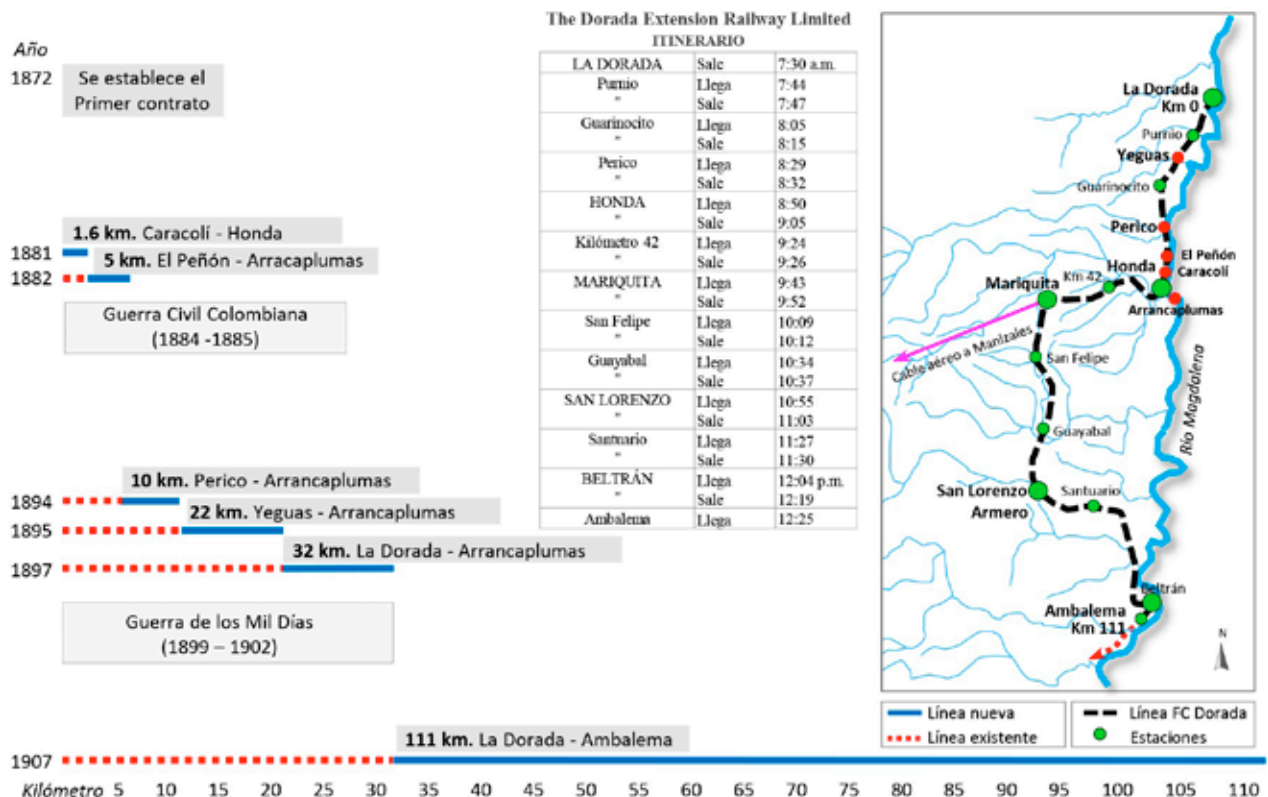 Año
1872
Se establece el
Primer contrato
1.6 km. Caracolí - Honda
1881
5 km. El Peñón - Arracaplumas
1882
Guerra Civil Colombiana
(1884 -1885)
10 km. Perico - Arrancaplumas
1894
22 km. Yeguas - Arrancaplumas
1895
32 km. La Dorada - Arrancaplumas
1897
Guerra de los Mil Días
(1899 – 1902)
111 km. La Dorada - Ambalema
1907
Kilómetro 5 10 15 20 25 30 35 40 45 50 55 60 65 70 75 80 85 90 95 100 105 110
The Dorada Extension Railway Limited
ITINERARIO
LA DORADA Sale 7:30 a.m.
Purnio Llega 7:44
" Sale 7:47
Guarinocito Llega 8:05
" Sale 8:15
Perico Llega 8:29
" Sale 8:32
HONDA Llega 8:50
" Sale 9:05
Kilómetro 42 Llega 9:24
" Sale 9:26
MARIQUITA Llega 9:43
" Sale 9:52
San Felipe Llega 10:09
" Sale 10:12
Guayabal Llega 10:34
" Sale 10:37
SAN LORENZO Llega 10:55
" Sale 11:03
Santuario Llega 11:27
" Sale 11:30
BELTRÁN Llega 12:04 p.m.
" Sale 12:19
Ambalema Llega 12:25
La Dorada
Km 0
Purnio
Yeguas
Guarinocito
Perico
El Peñón
Honda
Caracolí
Km 42
Mariquita
Arrancaplumas
Cable aéreo a Manizales
San Felipe
Río Magdalena
Guayabal
San Lorenzo
Armero
Santuario
Beltrán
Ambalema
Km 111
N
Línea nueva
Línea existente
Línea FC Dorada
Estaciones